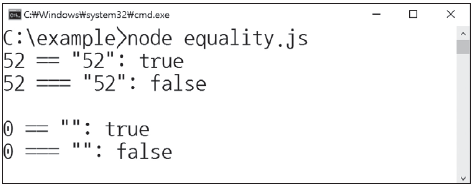 C:₩Windows₩system32₩cmd.exe
C:\example>node equality.js
52 == "52": true
52 === "52": false
0 == "": true
0 === "": false